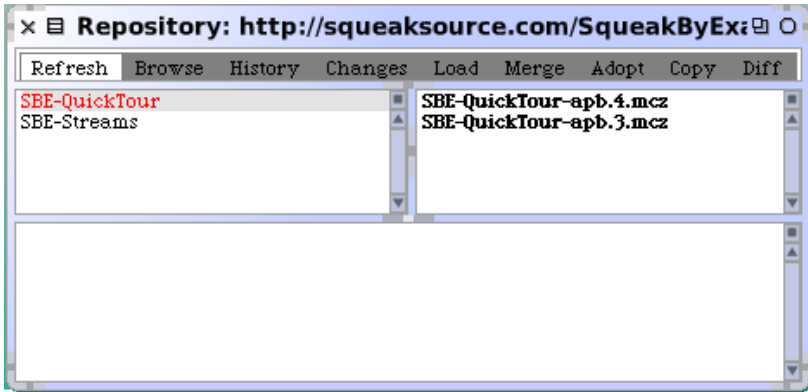 Repository: http://squeaksource.com/SqueakByEx
Refresh Browse History Changes Load Merge Adopt Copy Diff
SBE-QuickTour
SBE-Streams
SBE-QuickTour-apb.4.mcz
SBE-QuickTour-apb.3.mcz